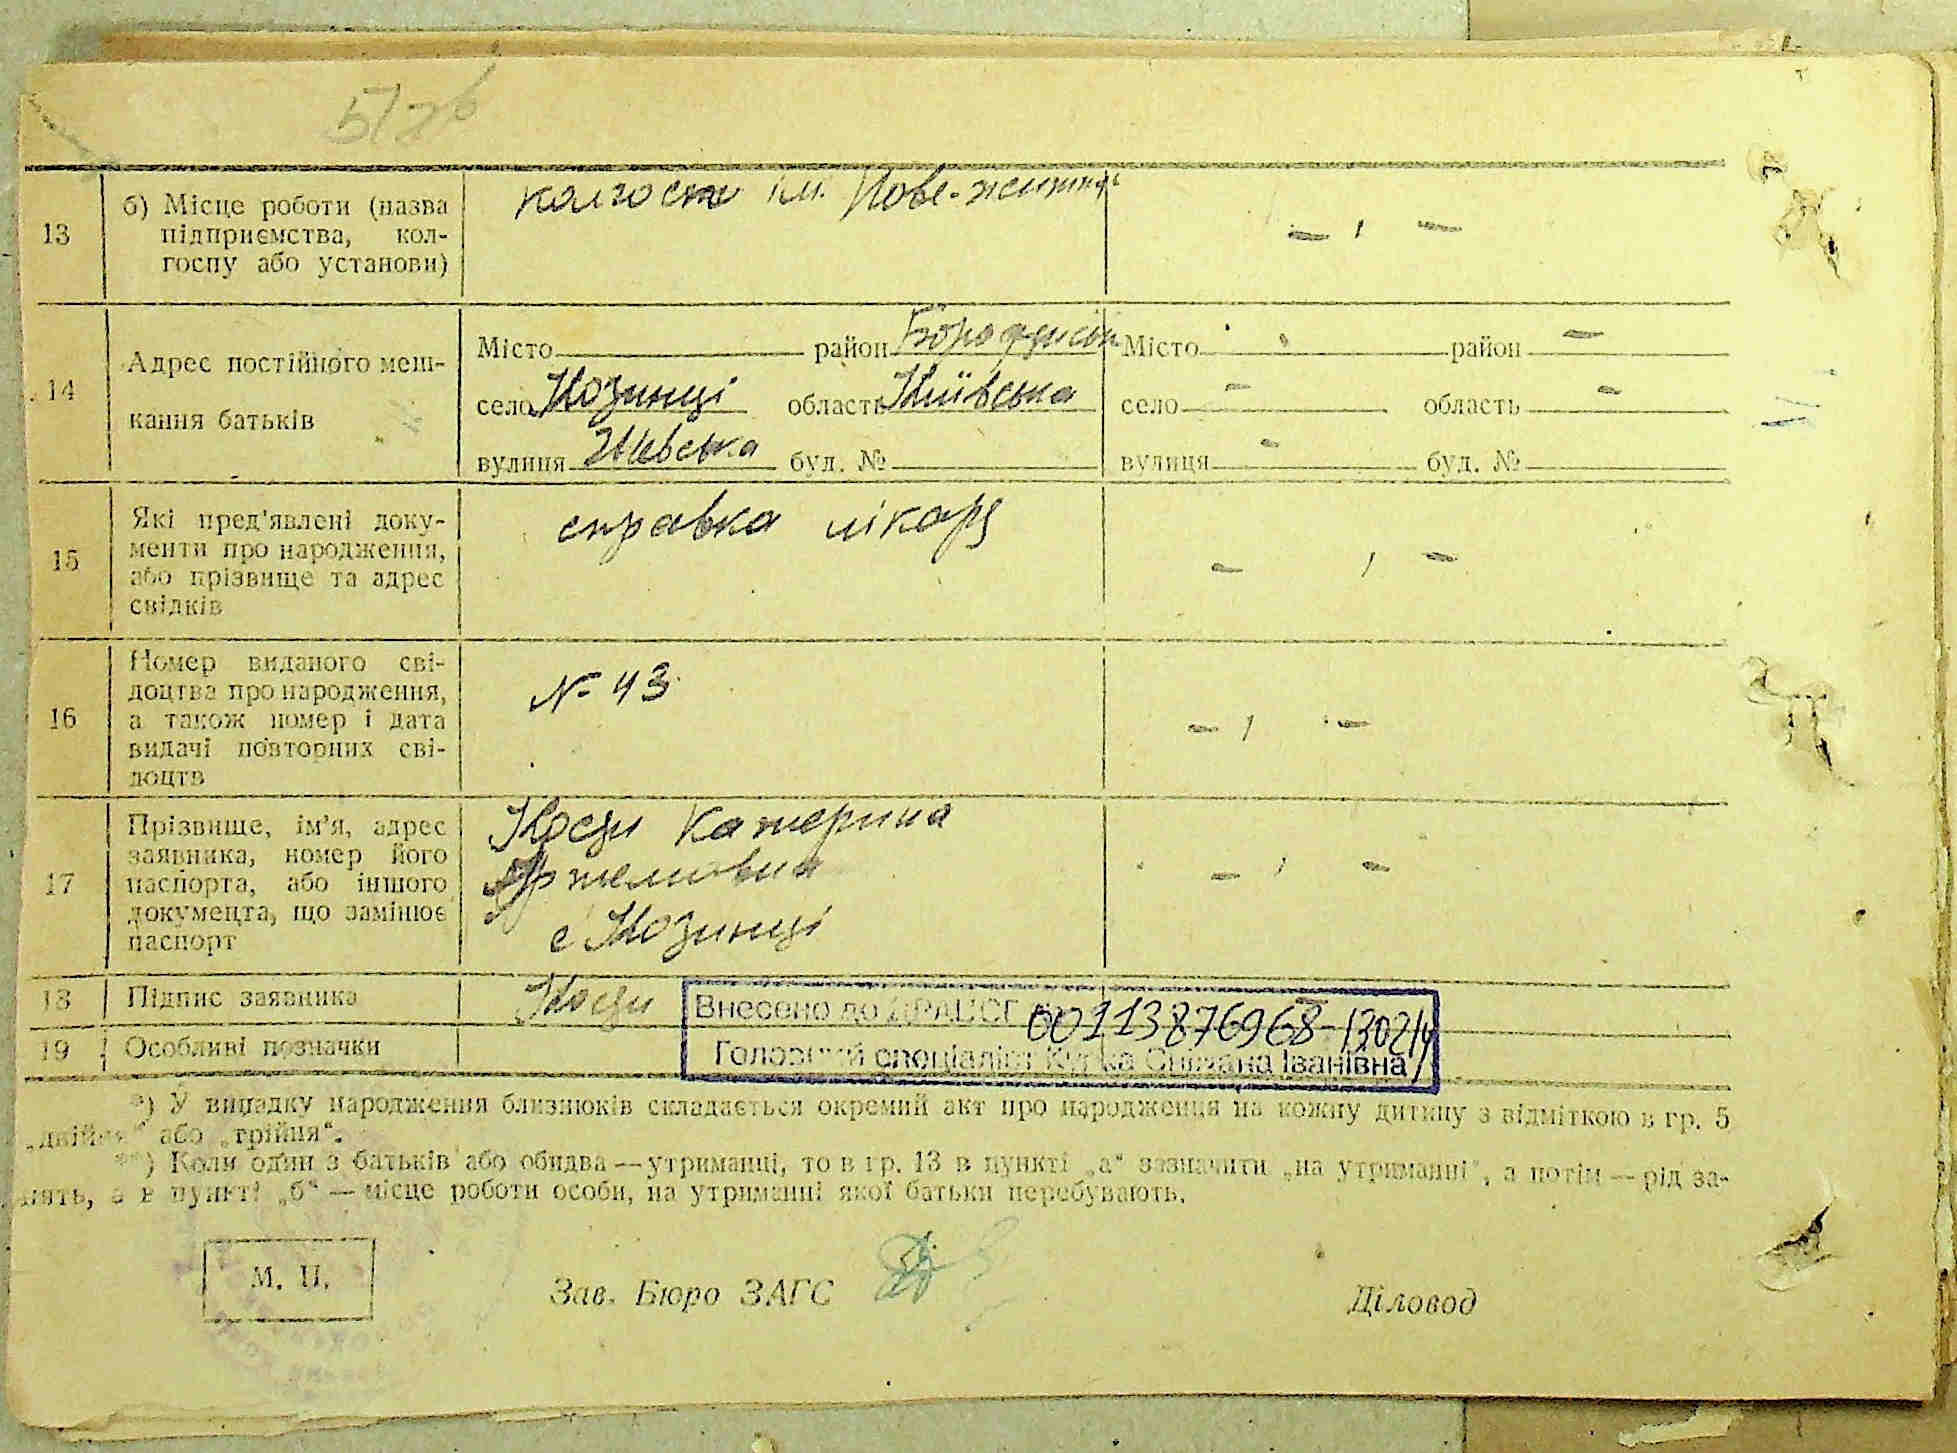 13
б) Місце роботи (назва
підприємства, кол-
госпу або установи)
колгосп ім. Нове-життя
- , -
14
Адрес постійного меш-
кання батьків
Місто район
село Козинці область Київська
вулиця буд. №
Місто - район -
село - область -
вулиця - буд. №
15
Які пред'явлені доку-
менти про народження,
або прізвище та адрес
свідків
справка лікаря
- , -
16
Номер виданого сві-
доцтва про народження,
а також номер і дата
видачі повторних сві-
доцтв
№ 43
- , -
17
Прізвище, ім'я, адрес
заявника, номер його
паспорта, або іншого
документа, що замінює
паспорт
Катерина
с Козинці
- , -
18
Підпис заявника
19
Особливі позначки
Внесено до ДРАЦСГ 00113876968
Головний спеціаліст Іванівна
*) У випадку народження близнюків складається окремий акт про народження на кожну дитину з відміткою в гр. 5
„двійня“ або „трійня“.
**) Коли один з батьків або обидва — утриманці, то в гр. 13 в пункті „а“ зазначити „на утриманні“, а потім — рід за-
нять, а в пункті „б“ — місце роботи особи, на утриманні якої батьки перебувають.
М. П.
Зав. Бюро ЗАГС
Діловод